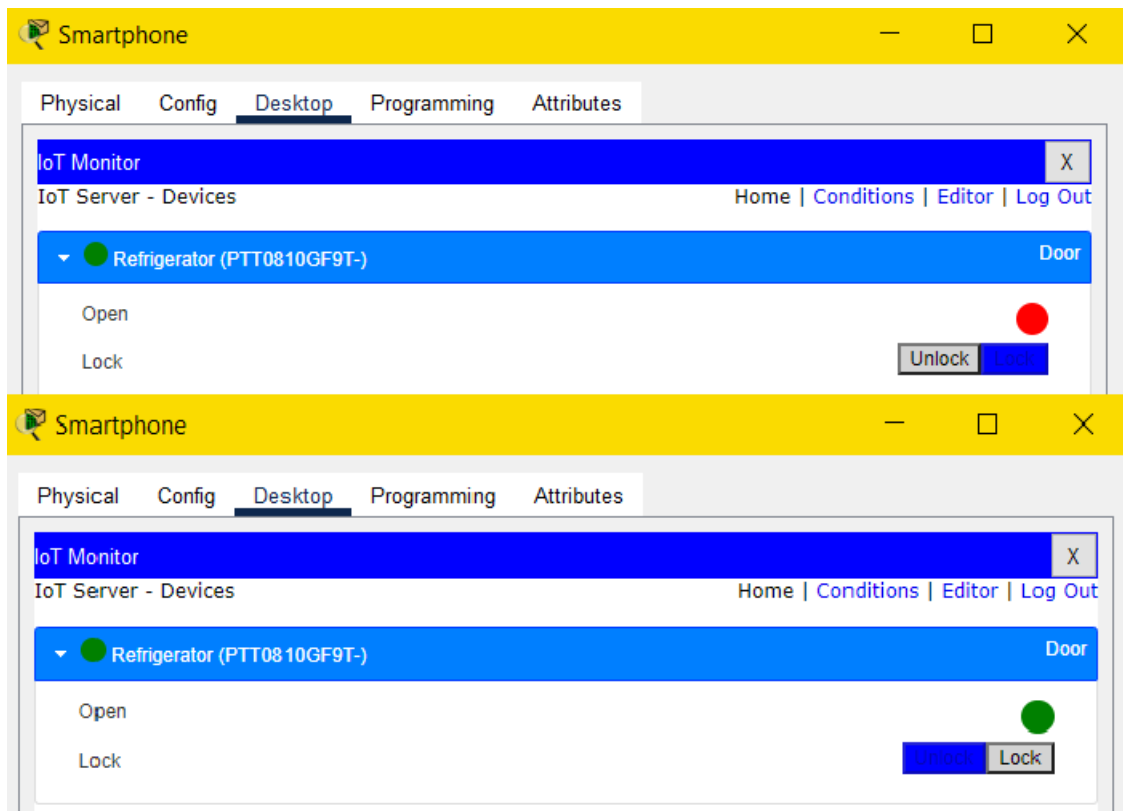 Smartphone
Physical Config Desktop Programming Attributes
IoT Monitor X
IoT Server - Devices Home | Conditions | Editor | Log Out
Refrigerator (PTT0810GF9T-) Door
Open
Lock Unlock Lock
Smartphone
Physical Config Desktop Programming Attributes
IoT Monitor X
IoT Server - Devices Home | Conditions | Editor | Log Out
Refrigerator (PTT0810GF9T-) Door
Open
Lock Unlock Lock